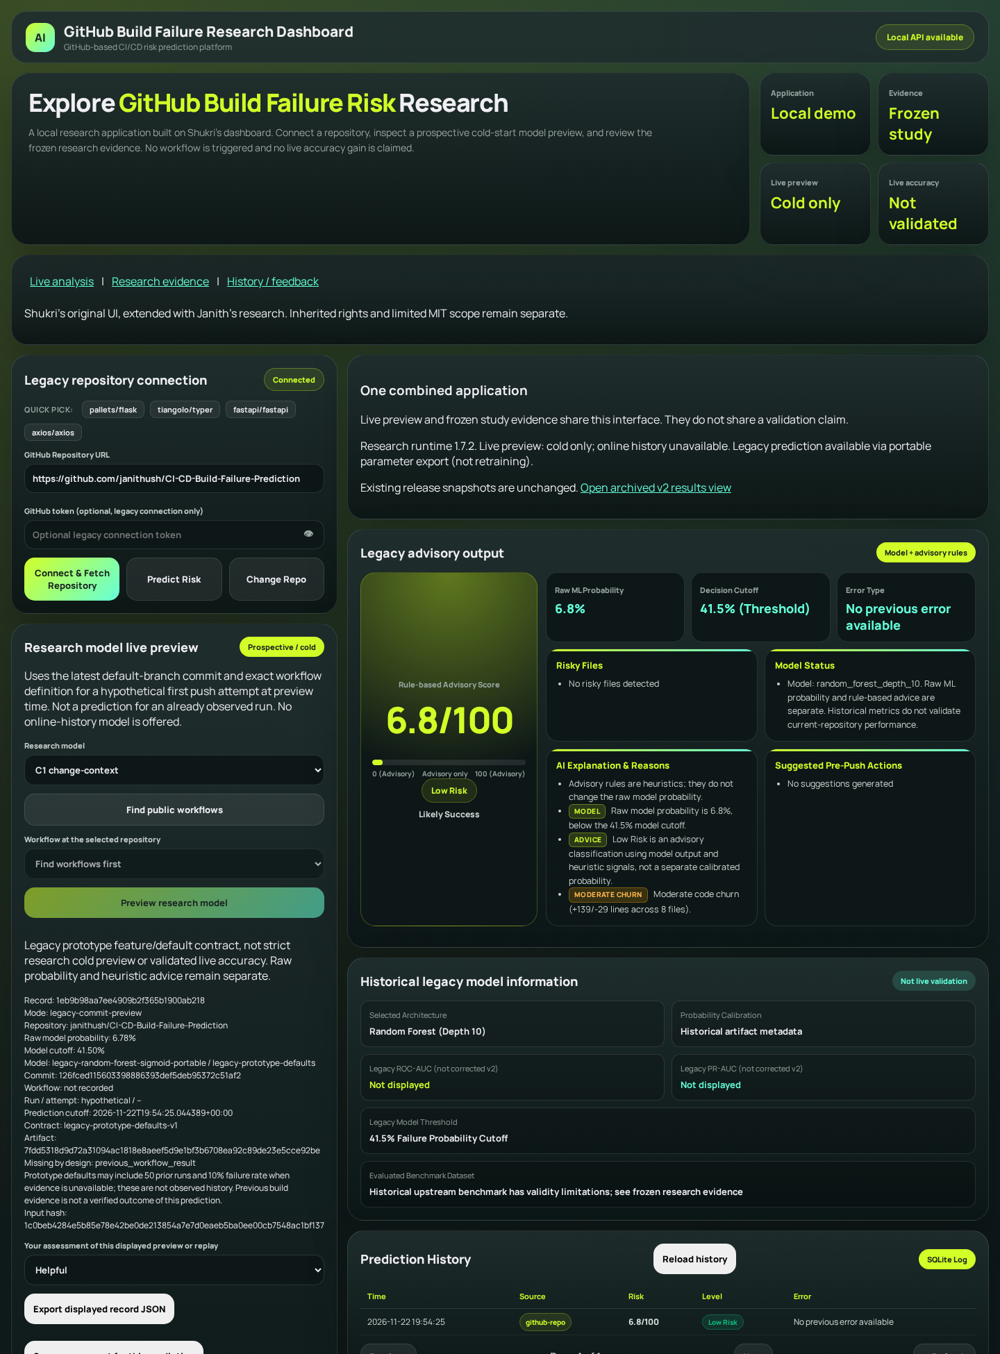 AI
GitHub Build Failure Research Dashboard
GitHub-based CI/CD risk prediction platform
Local API available
Explore GitHub Build Failure Risk Research
A local research application built on Shukri's dashboard. Connect a repository, inspect a prospective cold-start model preview, and review the
frozen research evidence. No workflow is triggered and no live accuracy gain is claimed.
Application
Local demo
Evidence
Frozen
study
Live preview
Cold only
Live accuracy
Not
validated
Live analysis | Research evidence | History / feedback
Shukri's original UI, extended with Janith's research. Inherited rights and limited MIT scope remain separate.
Legacy repository connection
Connected
QUICK PICK: pallets/flask tiangolo/typer fastapi/fastapi
axios/axios
GitHub Repository URL
https://github.com/janithush/CI-CD-Build-Failure-Prediction
GitHub token (optional, legacy connection only)
Optional legacy connection token
Connect & Fetch
Repository
Predict Risk
Change Repo
Research model live preview
Prospective / cold
Uses the latest default-branch commit and exact workflow
definition for a hypothetical first push attempt at preview
time. Not a prediction for an already observed run. No
online-history model is offered.
Research model
C1 change-context
Find public workflows
Workflow at the selected repository
Find workflows first
Preview research model
Legacy prototype feature/default contract, not strict
research cold preview or validated live accuracy. Raw
probability and heuristic advice remain separate.
Record: 1eb9b98aa7ee4909b2f365b1900ab218
Mode: legacy-commit-preview
Repository: janithush/CI-CD-Build-Failure-Prediction
Raw model probability: 6.78%
Model cutoff: 41.50%
Model: legacy-random-forest-sigmoid-portable / legacy-prototype-defaults
Commit: 126fced115603398886393def5deb95372c51af2
Workflow: not recorded
Run / attempt: hypothetical / –
Prediction cutoff: 2026-11-22T19:54:25.044389+00:00
Contract: legacy-prototype-defaults-v1
Artifact:
7fdd5318d9d72a31094ac1818e8aeef5d9e1bf3b6708ea92c89de23e5cce92be
Missing by design: previous_workflow_result
Prototype defaults may include 50 prior runs and 10% failure rate when
evidence is unavailable; these are not observed history. Previous build
evidence is not a verified outcome of this prediction.
Input hash:
1c0beb4284e5b85e78e42be0de213854a7e7d0eaeb5ba0ee00cb7548ac1bf137
Your assessment of this displayed preview or replay
Helpful
Export displayed record JSON
One combined application
Live preview and frozen study evidence share this interface. They do not share a validation claim.
Research runtime 1.7.2. Live preview: cold only; online history unavailable. Legacy prediction available via portable
parameter export (not retraining).
Existing release snapshots are unchanged. Open archived v2 results view
Legacy advisory output
Model + advisory rules
Rule-based Advisory Score
6.8/100
0 (Advisory) Advisory only 100 (Advisory)
Low Risk
Likely Success
Raw ML Probability
6.8%
Decision Cutoff
41.5% (Threshold)
Error Type
No previous error
available
Risky Files
No risky files detected
Model Status
Model: random_forest_depth_10. Raw ML
probability and rule-based advice are
separate. Historical metrics do not validate
current-repository performance.
AI Explanation & Reasons
Advisory rules are heuristics; they do not
change the raw model probability.
MODEL Raw model probability is 6.8%,
below the 41.5% model cutoff.
ADVICE Low Risk is an advisory
classification using model output and
heuristic signals, not a separate calibrated
probability.
MODERATE CHURN Moderate code churn
(+139/-29 lines across 8 files).
Suggested Pre-Push Actions
No suggestions generated
Historical legacy model information
Not live validation
Selected Architecture
Random Forest (Depth 10)
Probability Calibration
Historical artifact metadata
Legacy ROC-AUC (not corrected v2)
Not displayed
Legacy PR-AUC (not corrected v2)
Not displayed
Legacy Model Threshold
41.5% Failure Probability Cutoff
Evaluated Benchmark Dataset
Historical upstream benchmark has validity limitations; see frozen research evidence
Prediction History
Reload history
SQLite Log
Time Source Risk Level Error
2026-11-22 19:54:25 github-repo 6.8/100 Low Risk No previous error available